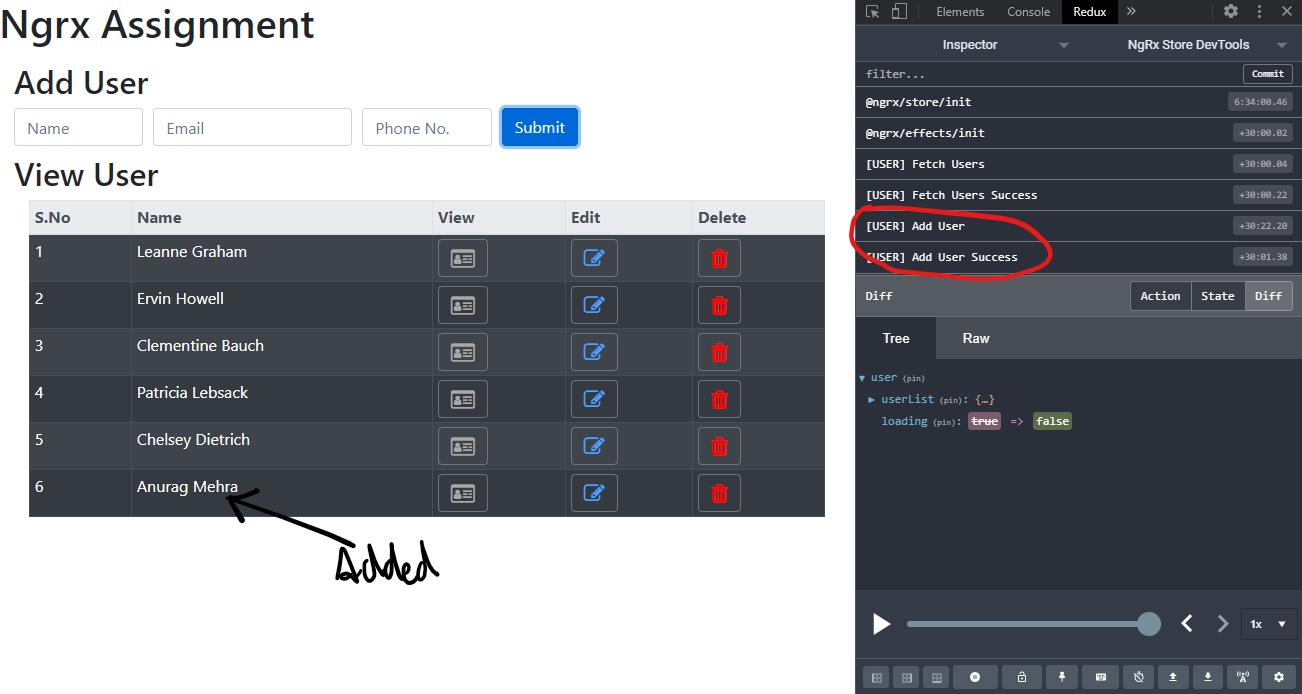 Ngrx Assignment
Add User
Name Email Phone No. Submit
View User
S.No Name View Edit Delete
1 Leanne Graham
2 Ervin Howell
3 Clementine Bauch
4 Patricia Lebsack
5 Chelsey Dietrich
6 Anurag Mehra
Added
Elements Console Redux »
Inspector NgRx Store DevTools
filter... Commit
@ngrx/store/init 6:34:00.46
@ngrx/effects/init +30:00.02
[USER] Fetch Users +30:00.04
[USER] Fetch Users Success +30:00.22
[USER] Add User +30:22.20
[USER] Add User Success +30:01.38
Diff Action State Diff
Tree Raw
user (pin)
userList (pin): {…}
loading (pin): true => false
1x